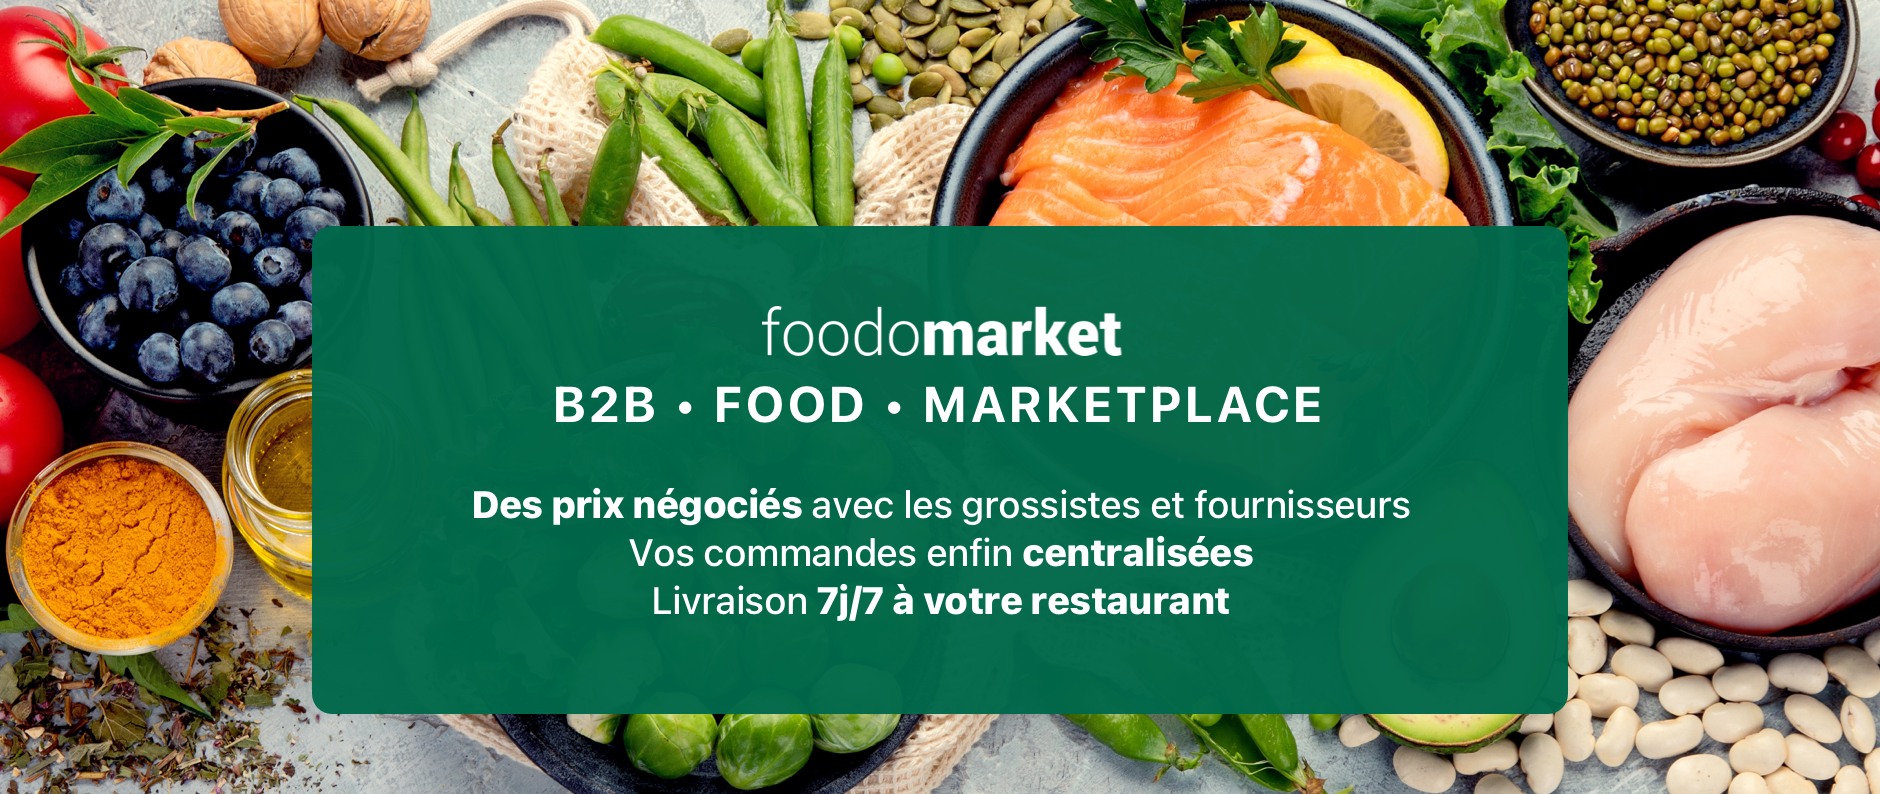 foodomarket
B2B • FOOD • MARKETPLACE
Des prix négociés avec les grossistes et fournisseurs
Vos commandes enfin centralisées
Livraison 7j/7 à votre restaurant